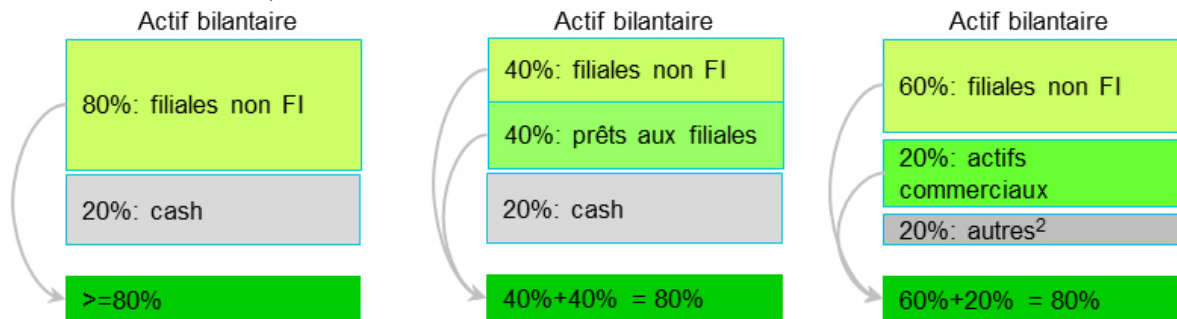 Actif bilantaire
80%: filiales non FI
20%: cash
>=80%
Actif bilantaire
40%: filiales non FI
40%: prêts aux filiales
20%: cash
40%+40% = 80%
Actif bilantaire
60%: filiales non FI
20%: actifs
commerciaux
20%: autres²
60%+20% = 80%